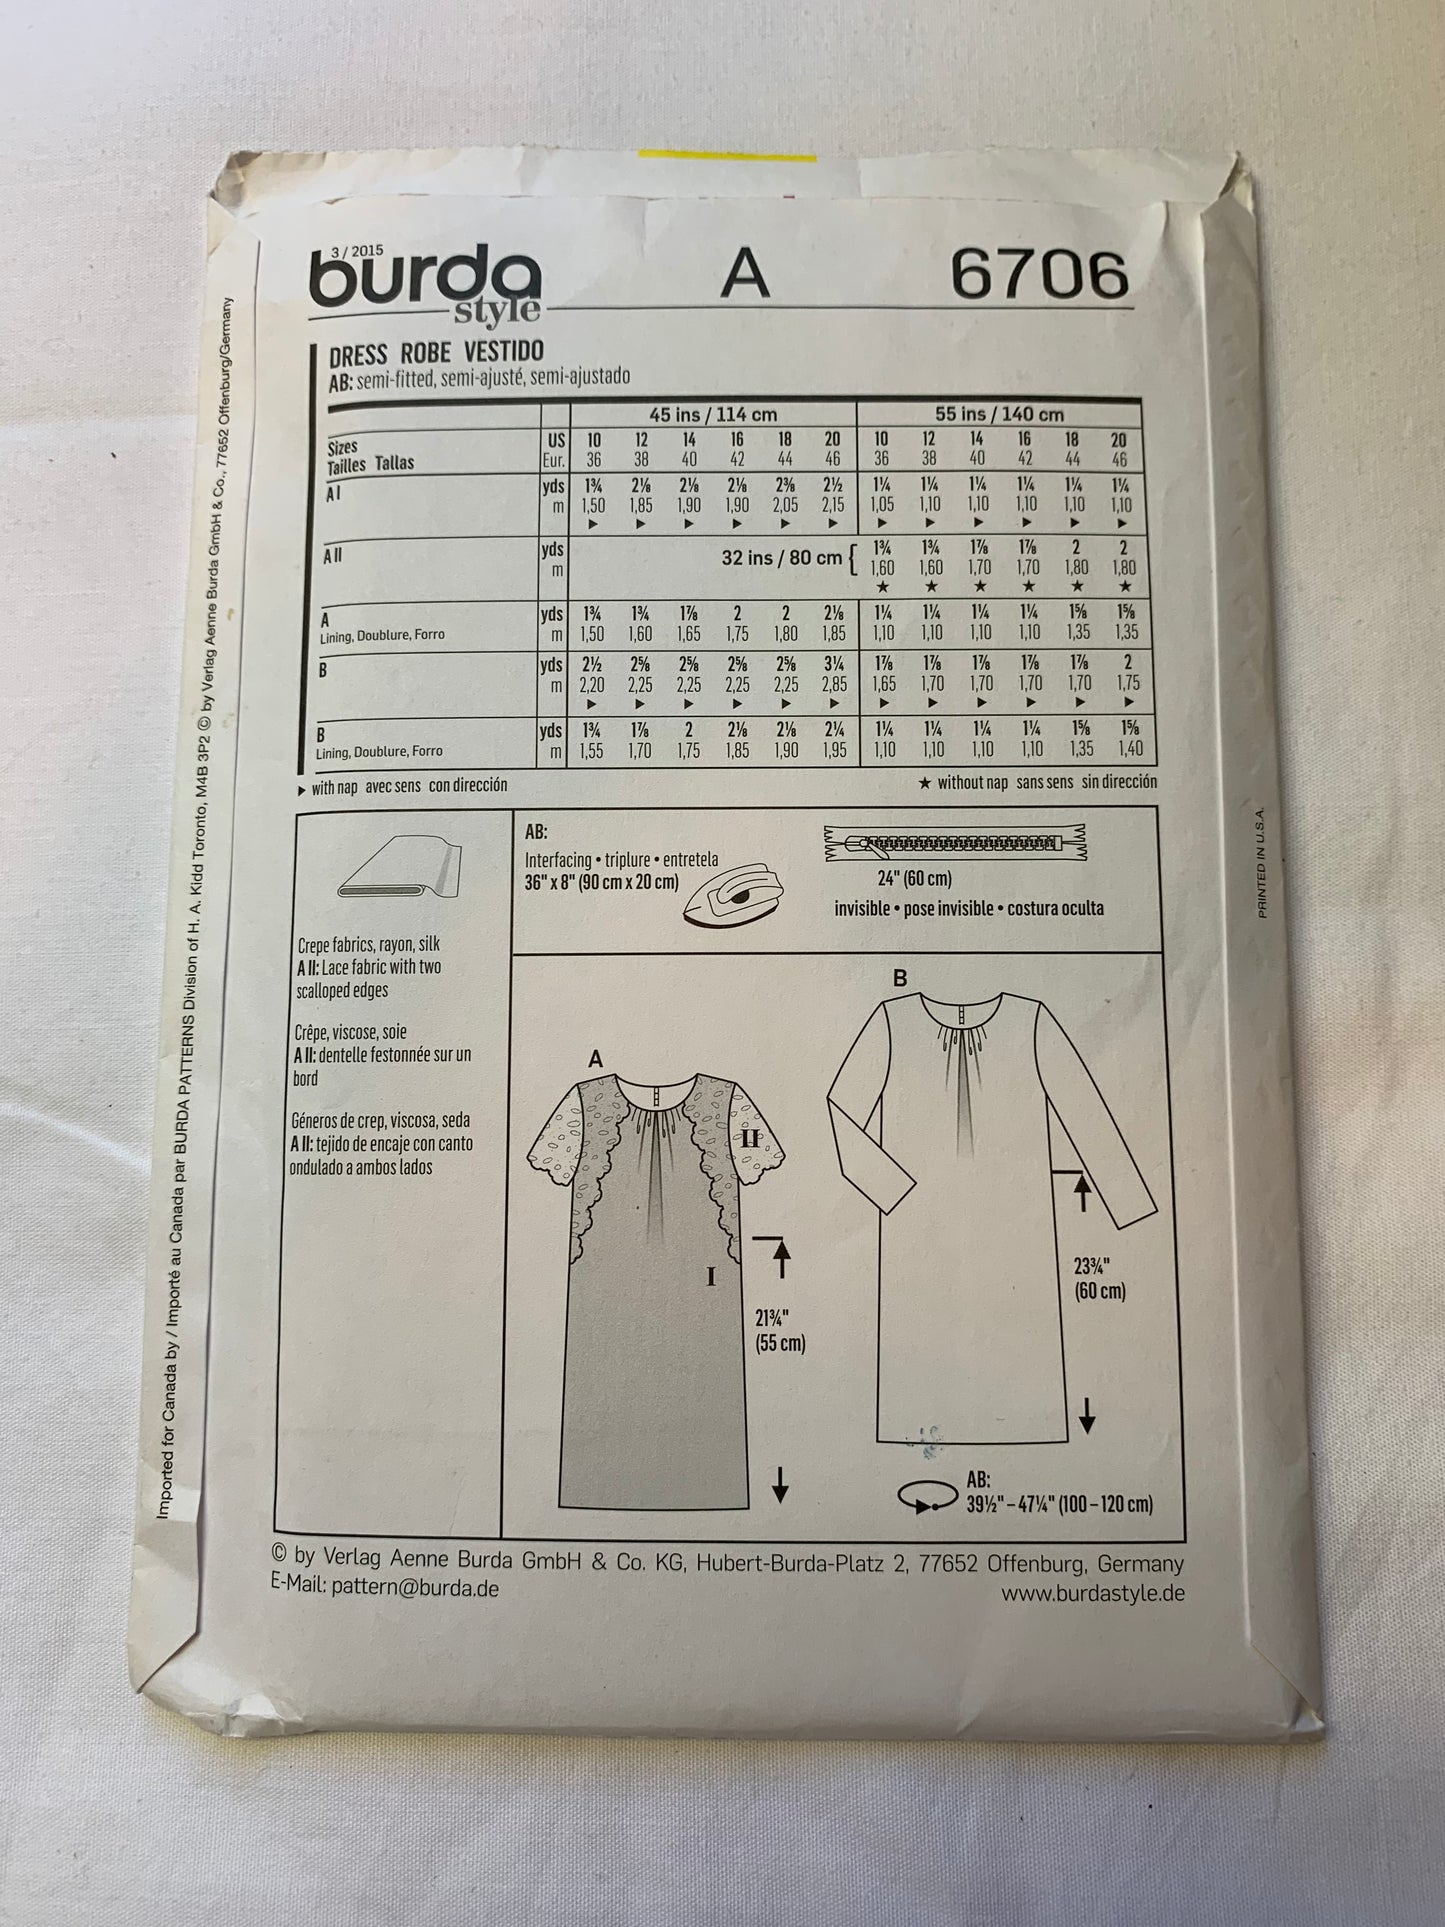 3 / 2015
burda style A 6706
DRESS ROBE VESTIDO
AB: semi-fitted, semi-ajusté, semi-ajustado
45 ins / 114 cm 55 ins / 140 cm
Sizes US 10 12 14 16 18 20 10 12 14 16 18 20
Tailles Tallas Eur. 36 38 40 42 44 46 36 38 40 42 44 46
A I yds 1¾ 2⅛ 2⅛ 2⅛ 2⅜ 2½ 1¼ 1¼ 1¼ 1¼ 1¼ 1¼
m 1,50 1,85 1,90 1,90 2,05 2,15 1,05 1,10 1,10 1,10 1,10 1,10
▶ ▶ ▶ ▶ ▶ ▶ ▶ ▶ ▶ ▶ ▶ ▶
A II yds 32 ins / 80 cm { 1¾ 1¾ 1⅞ 1⅞ 2 2
m 1,60 1,60 1,70 1,70 1,80 1,80
★ ★ ★ ★ ★ ★
A yds 1¾ 1¾ 1⅞ 2 2 2⅛ 1¼ 1¼ 1¼ 1¼ 1⅝ 1⅝
Lining, Doublure, Forro m 1,50 1,60 1,65 1,75 1,80 1,85 1,10 1,10 1,10 1,10 1,35 1,35
B yds 2½ 2⅝ 2⅝ 2⅝ 2⅝ 3¼ 1⅞ 1⅞ 1⅞ 1⅞ 1⅞ 2
m 2,20 2,25 2,25 2,25 2,25 2,85 1,65 1,70 1,70 1,70 1,70 1,75
▶ ▶ ▶ ▶ ▶ ▶ ▶ ▶ ▶ ▶ ▶ ▶
B yds 1¾ 1⅞ 2 2⅛ 2⅛ 2¼ 1¼ 1¼ 1¼ 1¼ 1⅝ 1⅝
Lining, Doublure, Forro m 1,55 1,70 1,75 1,85 1,90 1,95 1,10 1,10 1,10 1,10 1,35 1,40
▶ with nap avec sens con dirección ★ without nap sans sens sin dirección
Crepe fabrics, rayon, silk
A II: Lace fabric with two
scalloped edges
Crêpe, viscose, soie
A II: dentelle festonnée sur un
bord
Géneros de crep, viscosa, seda
A II: tejido de encaje con canto
ondulado a ambos lados
AB:
Interfacing • triplure • entretela
36" x 8" (90 cm x 20 cm)
24" (60 cm)
invisible • pose invisible • costura oculta
A
II
I
21¾"
(55 cm)
B
23¾"
(60 cm)
AB:
39½" – 47¼" (100 – 120 cm)
© by Verlag Aenne Burda GmbH & Co. KG, Hubert-Burda-Platz 2, 77652 Offenburg, Germany
E-Mail: pattern@burda.de www.burdastyle.de
Imported for Canada by / Importé au Canada par BURDA PATTERNS Division of H. A. Kidd Toronto, M4B 3P2 © by Verlag Aenne Burda GmbH & Co., 77652 Offenburg/Germany
PRINTED IN U.S.A.